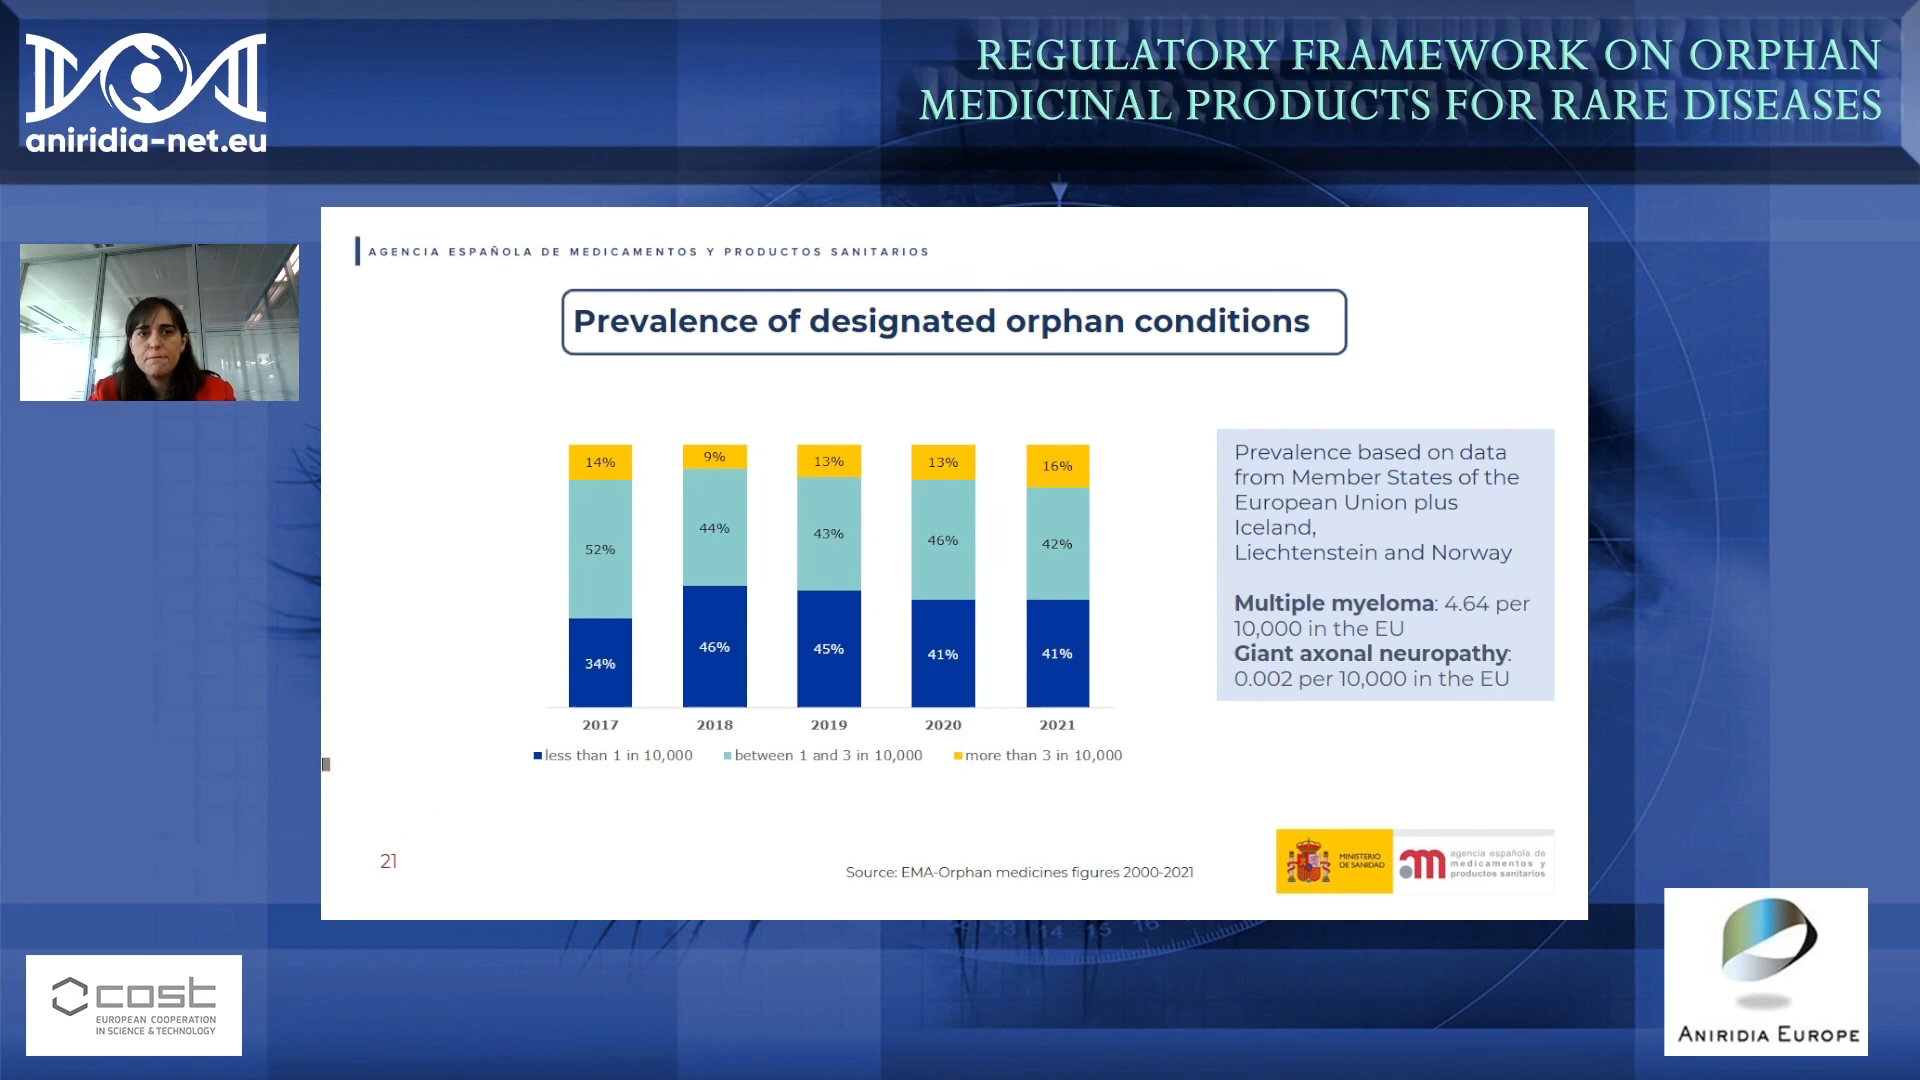 aniridia-net.eu
REGULATORY FRAMEWORK ON ORPHAN
MEDICINAL PRODUCTS FOR RARE DISEASES
AGENCIA ESPAÑOLA DE MEDICAMENTOS Y PRODUCTOS SANITARIOS
Prevalence of designated orphan conditions
14%
9%
13%
13%
16%
52%
44%
43%
46%
42%
34%
46%
45%
41%
41%
2017
2018
2019
2020
2021
less than 1 in 10,000
between 1 and 3 in 10,000
more than 3 in 10,000
Prevalence based on data
from Member States of the
European Union plus
Iceland,
Liechtenstein and Norway
Multiple myeloma: 4.64 per
10,000 in the EU
Giant axonal neuropathy:
0.002 per 10,000 in the EU
21
Source: EMA-Orphan medicines figures 2000-2021
MINISTERIO
DE SANIDAD
agencia española de
medicamentos y
productos sanitarios
13 14 15 16
cost
EUROPEAN COOPERATION
IN SCIENCE & TECHNOLOGY
ANIRIDIA EUROPE